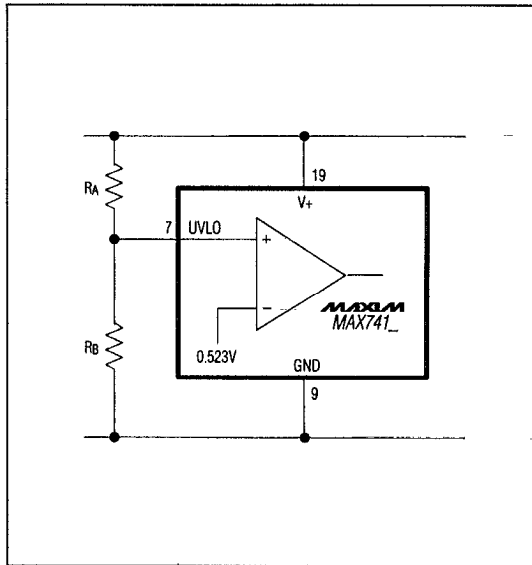 19
V+
RA
7 UVLO
+
−
MAXIM
MAX741_
RB
0.523V
GND
9